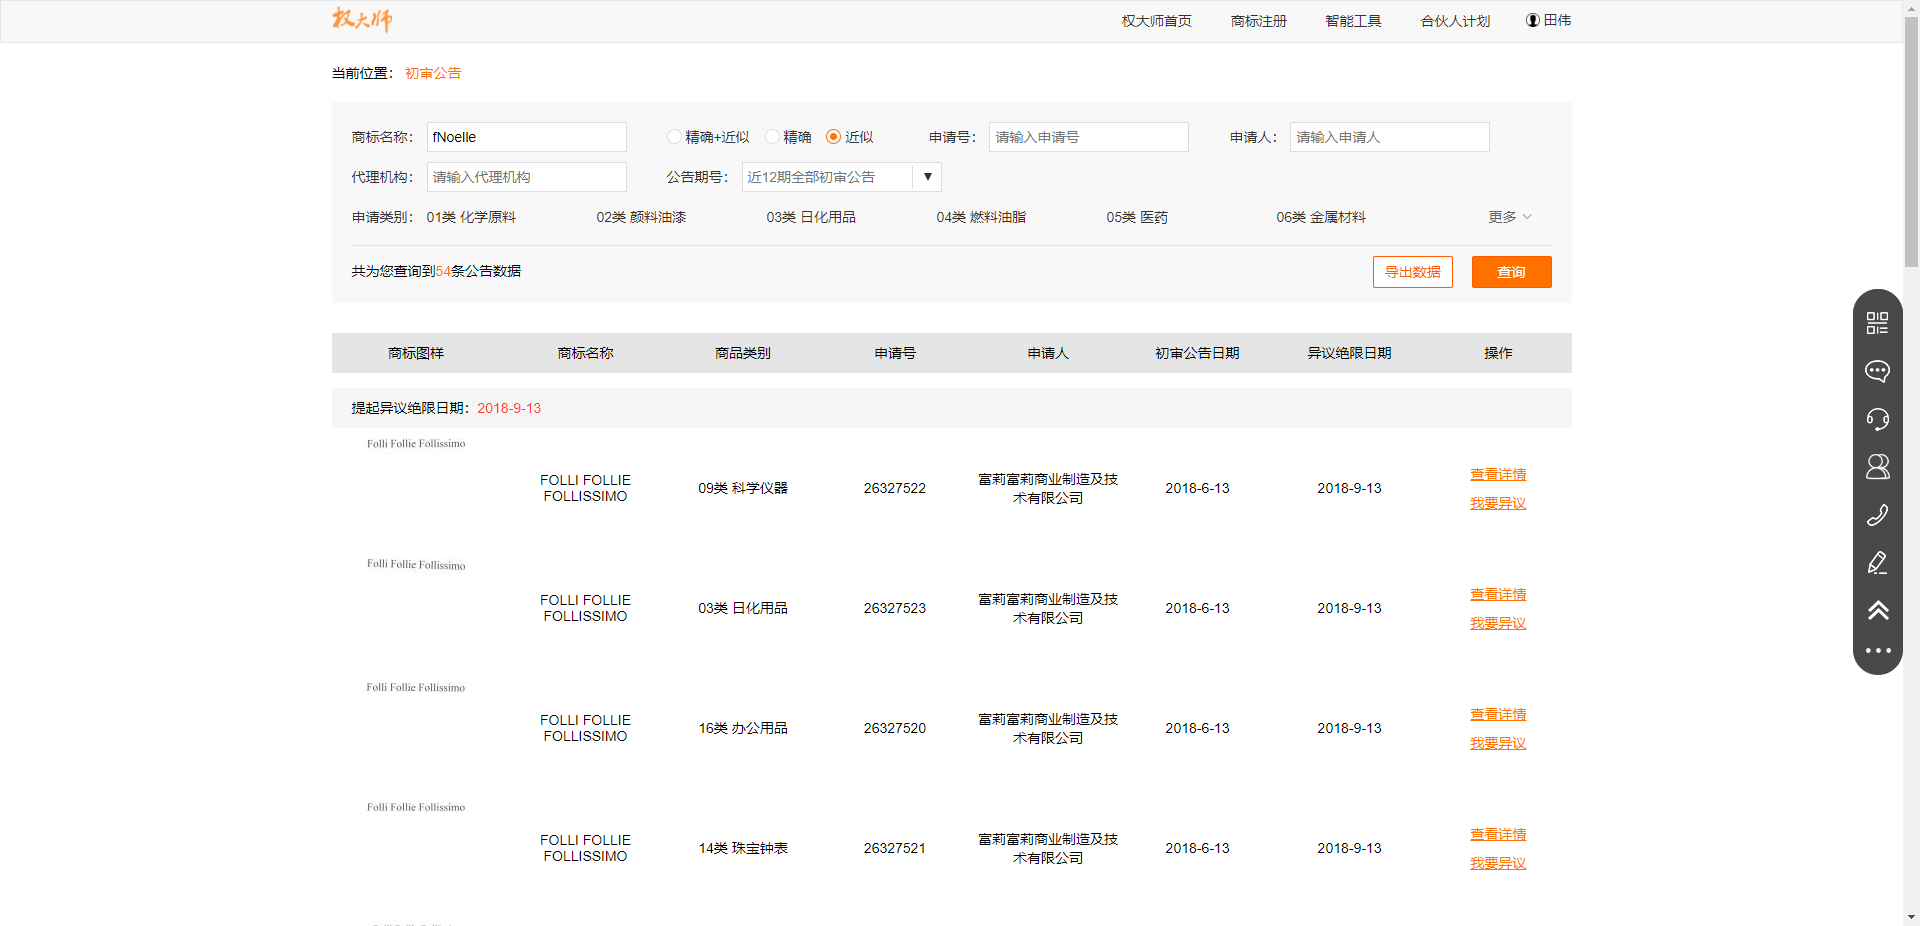 权大师 权大师首页 商标注册 智能工具 合伙人计划 田伟
当前位置： 初审公告
商标名称： fNoelle 精确+近似 精确 近似 申请号： 请输入申请号 申请人： 请输入申请人
代理机构： 请输入代理机构 公告期号： 近12期全部初审公告
申请类别： 01类 化学原料 02类 颜料油漆 03类 日化用品 04类 燃料油脂 05类 医药 06类 金属材料 更多
共为您查询到54条公告数据 导出数据 查询
商标图样 商标名称 商品类别 申请号 申请人 初审公告日期 异议绝限日期 操作
提起异议绝限日期：2018-9-13
Folli Follie Follissimo
FOLLI FOLLIE FOLLISSIMO 09类 科学仪器 26327522 富莉富莉商业制造及技术有限公司 2018-6-13 2018-9-13 查看详情 我要异议
Folli Follie Follissimo
FOLLI FOLLIE FOLLISSIMO 03类 日化用品 26327523 富莉富莉商业制造及技术有限公司 2018-6-13 2018-9-13 查看详情 我要异议
Folli Follie Follissimo
FOLLI FOLLIE FOLLISSIMO 16类 办公用品 26327520 富莉富莉商业制造及技术有限公司 2018-6-13 2018-9-13 查看详情 我要异议
Folli Follie Follissimo
FOLLI FOLLIE FOLLISSIMO 14类 珠宝钟表 26327521 富莉富莉商业制造及技术有限公司 2018-6-13 2018-9-13 查看详情 我要异议